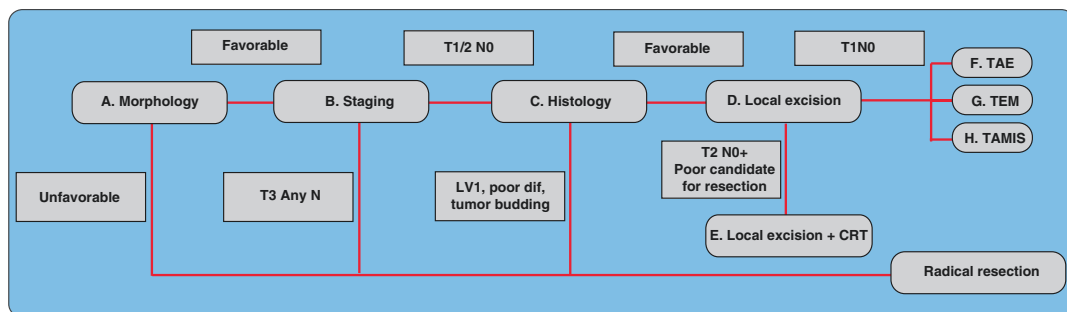 Favorable
T1/2 N0
Favorable
T1N0
A. Morphology
B. Staging
C. Histology
D. Local excision
F. TAE
G. TEM
H. TAMIS
Unfavorable
T3 Any N
LV1, poor dif,
tumor budding
T2 N0+
Poor candidate
for resection
E. Local excision + CRT
Radical resection